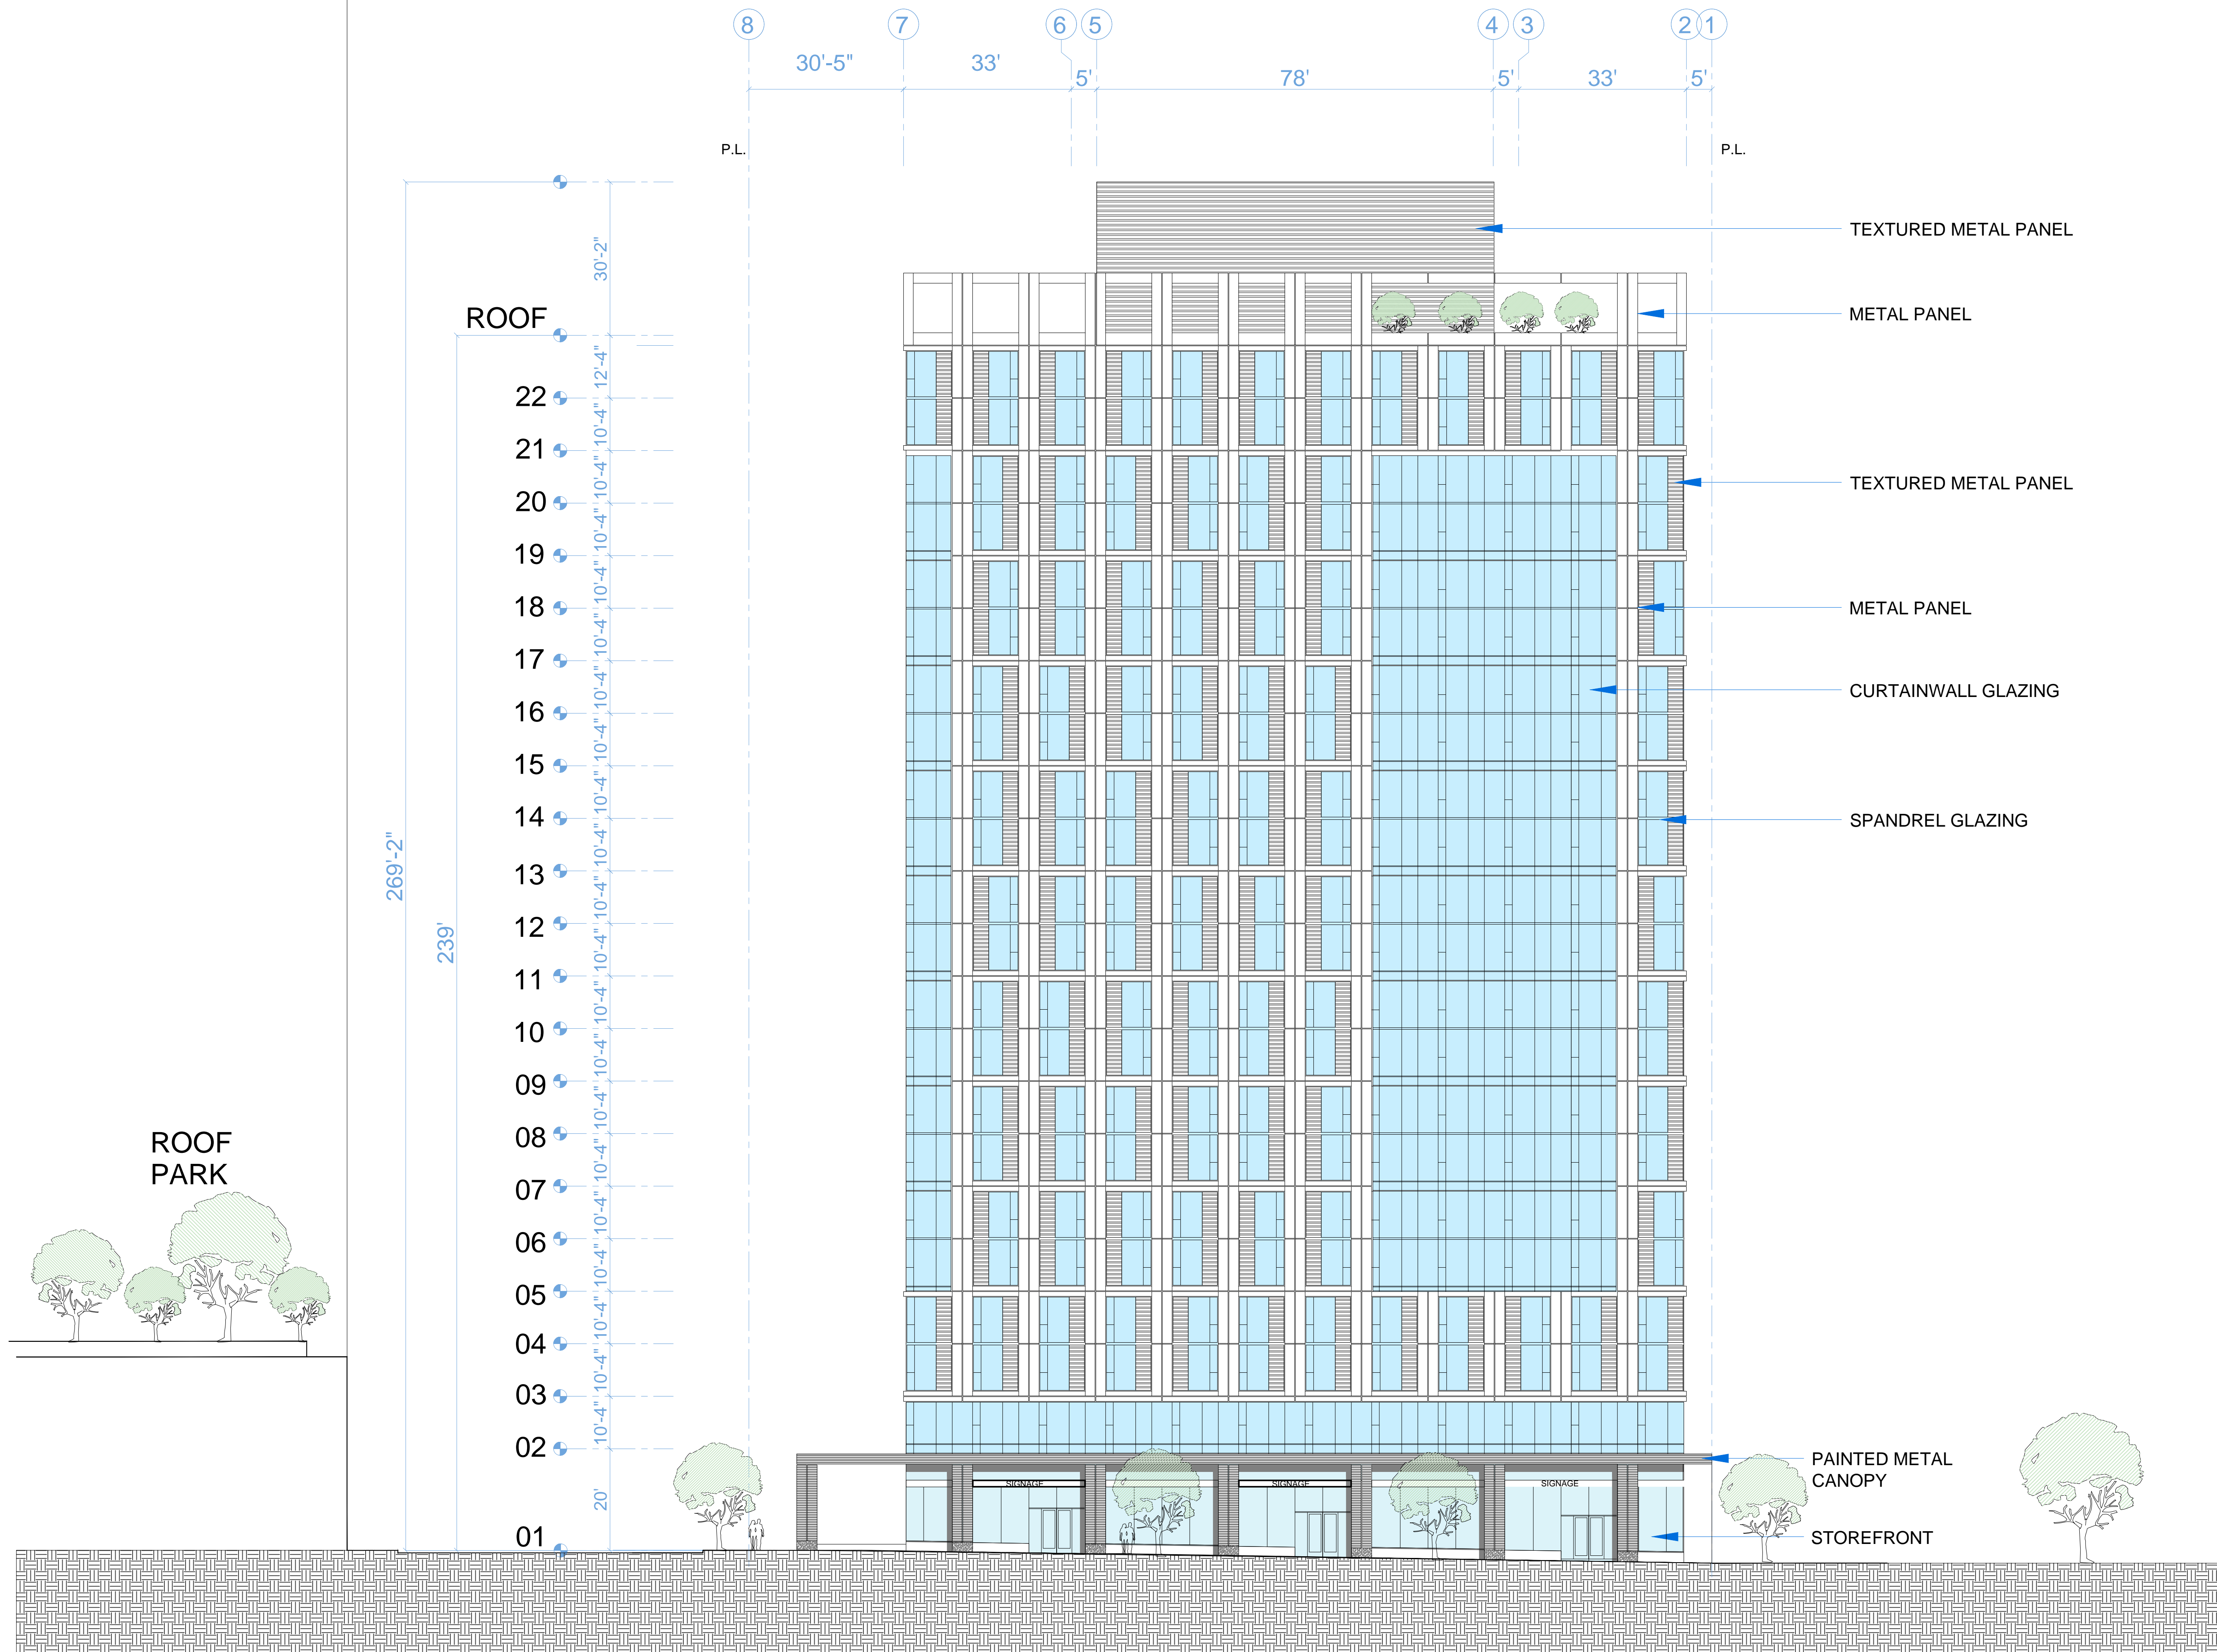 8 7 6 5 4 3 2 1
30'-5" 33' 5' 78' 5' 33' 5'
P.L. P.L.
TEXTURED METAL PANEL
30'-2"
METAL PANEL
ROOF
12'-4"
22
10'-4"
21
10'-4"
TEXTURED METAL PANEL
20
10'-4"
19
10'-4"
18
METAL PANEL
10'-4"
17
10'-4"
CURTAINWALL GLAZING
16
10'-4"
15
10'-4"
14
SPANDREL GLAZING
10'-4"
269'-2"
13
10'-4"
12
239'
10'-4"
11
10'-4"
10
10'-4"
09
10'-4"
08
ROOF
PARK
10'-4"
07
10'-4"
06
10'-4"
05
10'-4"
04
10'-4"
03
10'-4"
02
PAINTED METAL
CANOPY
SIGNAGE SIGNAGE SIGNAGE
20'
01
STOREFRONT